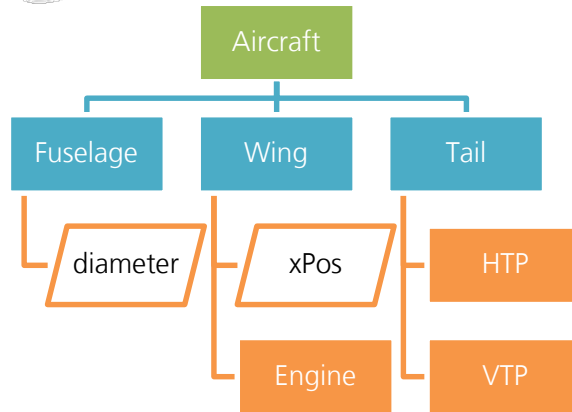 Aircraft
Fuselage
Wing
Tail
diameter
xPos
HTP
Engine
VTP